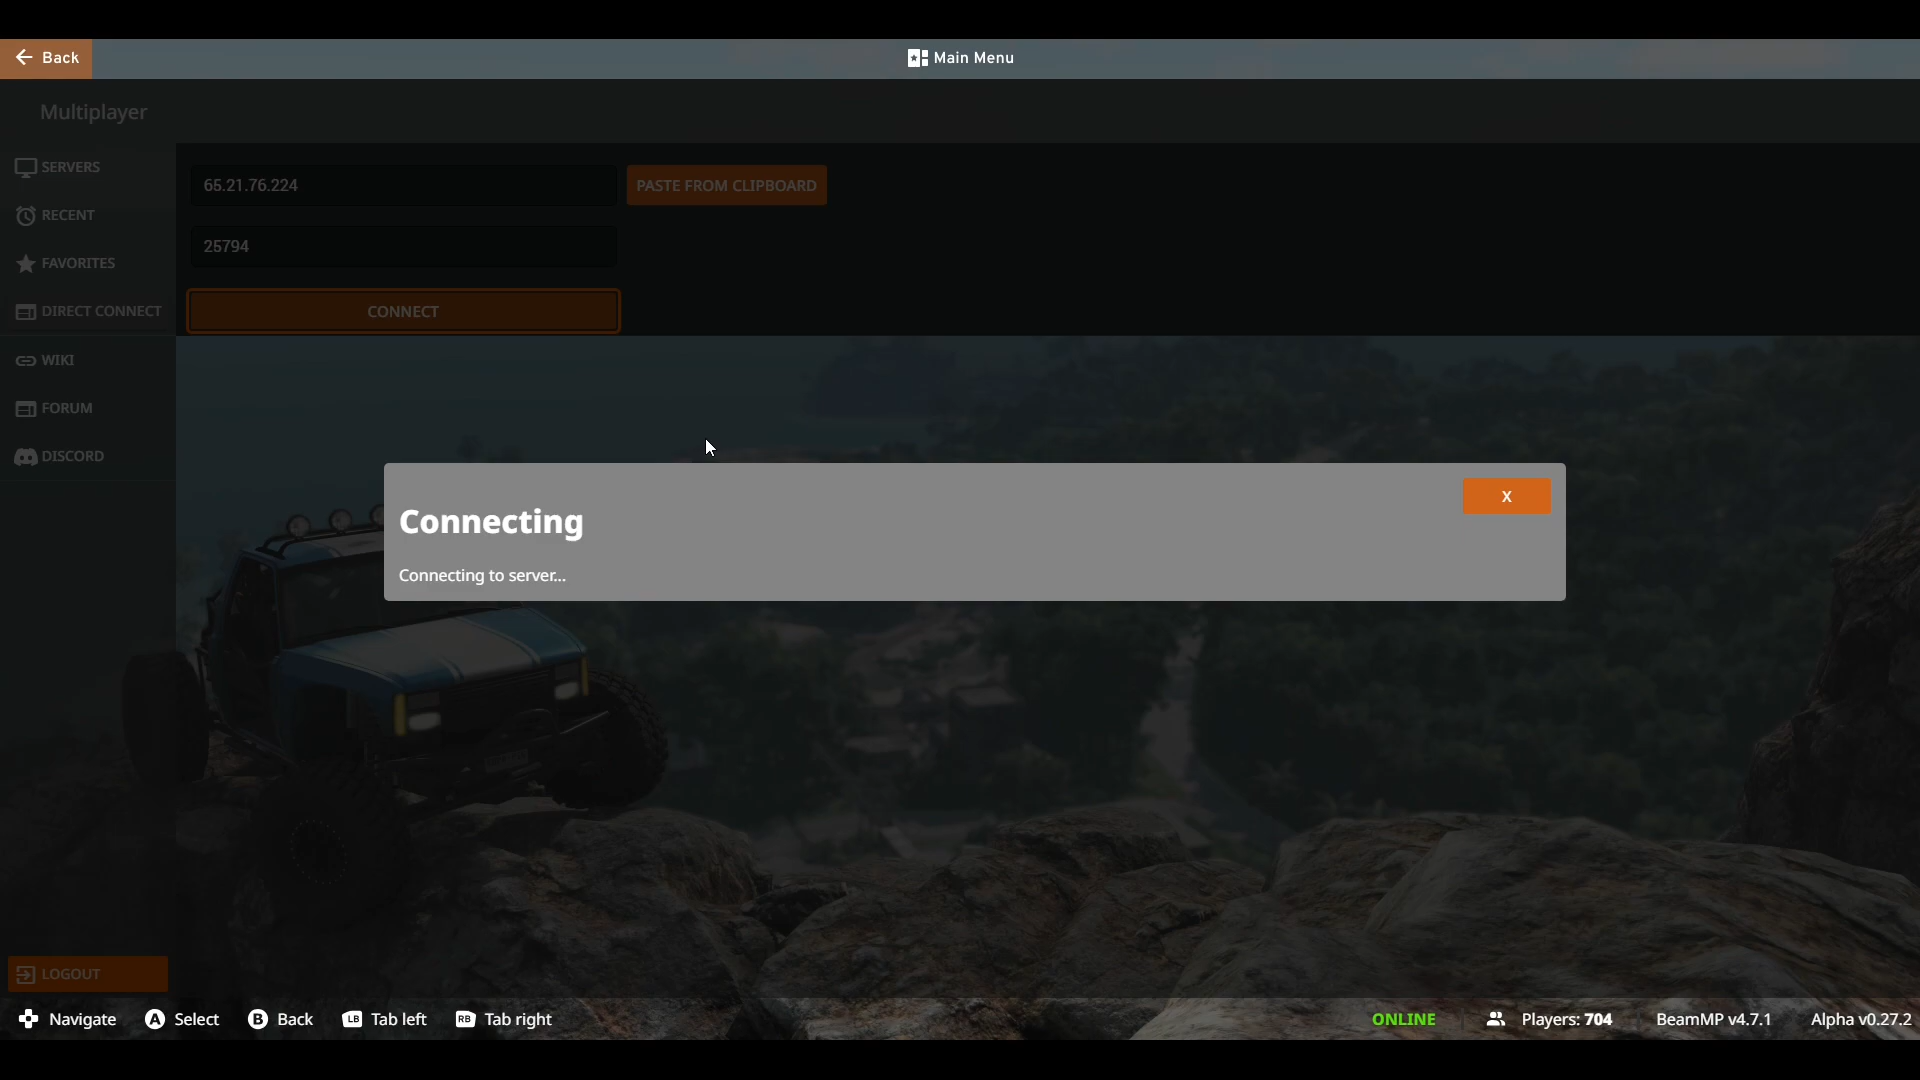 Back
Main Menu
Multiplayer
SERVERS
RECENT
FAVORITES
DIRECT CONNECT
WIKI
FORUM
DISCORD
LOGOUT
65.21.76.224
PASTE FROM CLIPBOARD
25794
CONNECT
X
Connecting
Connecting to server...
Navigate
A Select
B Back
LB Tab left
RB Tab right
ONLINE
Players: 704
BeamMP v4.7.1
Alpha v0.27.2